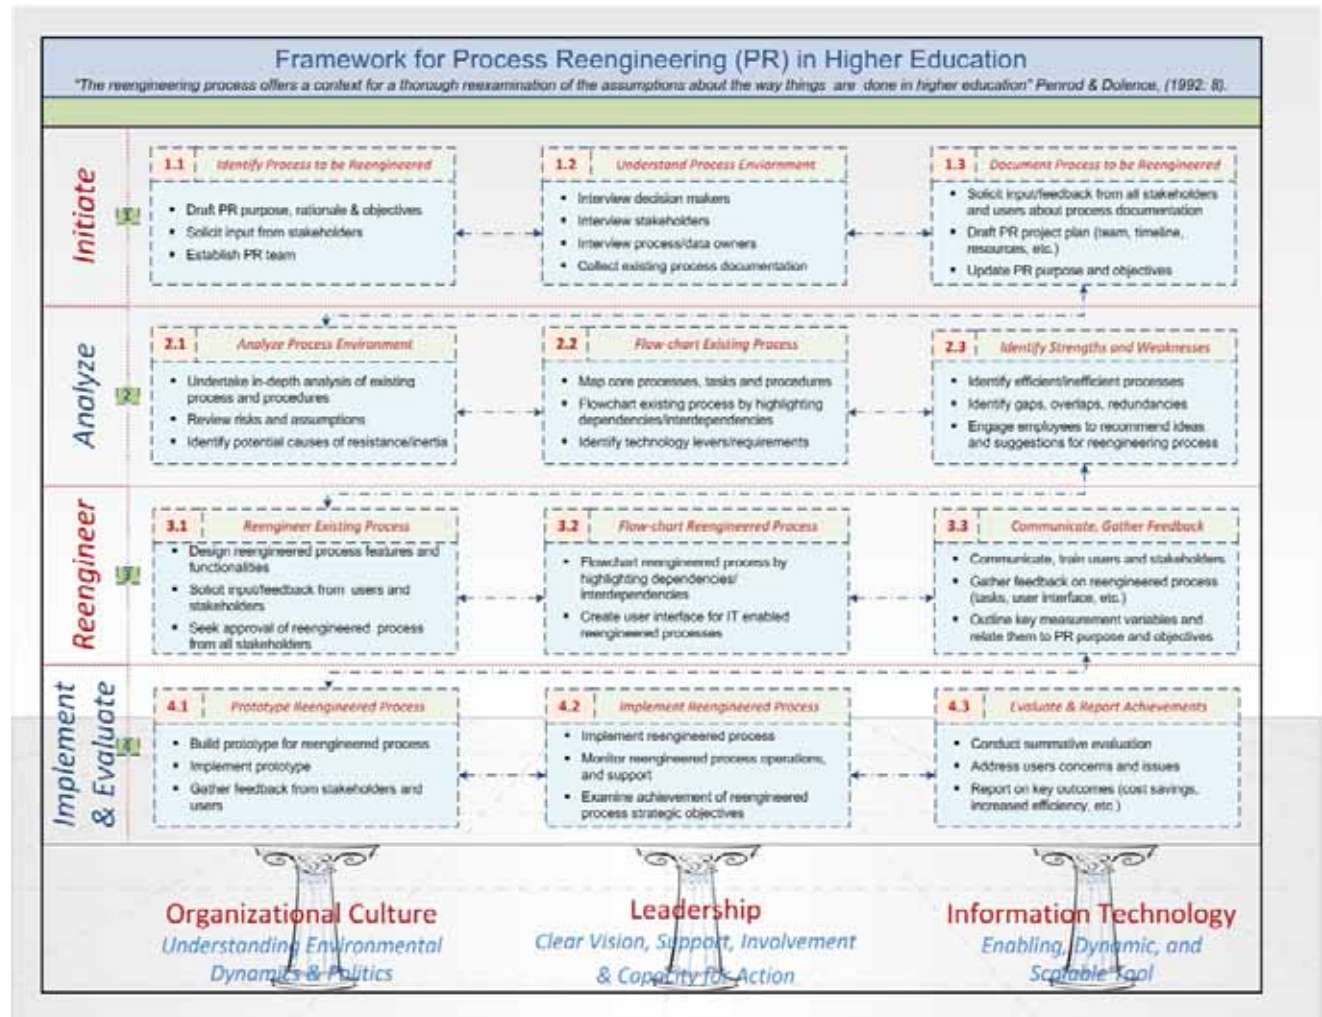 Framework for Process Reengineering (PR) in Higher Education
"The reengineering process offers a context for a thorough reexamination of the assumptions about the way things are done in higher education" Penrod & Dolence, (1992: 8).
Initiate
1
1.1 Identify Process to be Reengineered
▪ Draft PR purpose, rationale & objectives
▪ Solicit input from stakeholders
▪ Establish PR team
1.2 Understand Process Enviornment
▪ Interview decision makers
▪ Interview stakeholders
▪ Interview process/data owners
▪ Collect existing process documentation
1.3 Document Process to be Reengineered
▪ Solicit input/feedback from all stakeholders
and users about process documentation
▪ Draft PR project plan (team, timeline,
resources, etc.)
▪ Update PR purpose and objectives
Analyze
2
2.1 Analyze Process Environment
▪ Undertake in-depth analysis of existing
process and procedures
▪ Review risks and assumptions
▪ Identify potential causes of resistance/inertia
2.2 Flow-chart Existing Process
▪ Map core processes, tasks and procedures
▪ Flowchart existing process by highlighting
dependencies/interdependencies
▪ Identify technology levers/requirements
2.3 Identify Strengths and Weaknesses
▪ Identify efficient/inefficient processes
▪ Identify gaps, overlaps, redundancies
▪ Engage employees to recommend ideas
and suggestions for reengineering process
Reengineer
3
3.1 Reengineer Existing Process
▪ Design reengineered process features and
functionalities
▪ Solicit input/feedback from users and
stakeholders
▪ Seek approval of reengineered process
from all stakeholders
3.2 Flow-chart Reengineered Process
▪ Flowchart reengineered process by
highlighting dependencies/
interdependencies
▪ Create user interface for IT enabled
reengineered processes
3.3 Communicate, Gather Feedback
▪ Communicate, train users and stakeholders
▪ Gather feedback on reengineered process
(tasks, user interface, etc.)
▪ Outline key measurement variables and
relate them to PR purpose and objectives
Implement
& Evaluate
4
4.1 Prototype Reengineered Process
▪ Build prototype for reengineered process
▪ Implement prototype
▪ Gather feedback from stakeholders and
users
4.2 Implement Reengineered Process
▪ Implement reengineered process
▪ Monitor reengineered process operations,
and support
▪ Examine achievement of reengineered
process strategic objectives
4.3 Evaluate & Report Achievements
▪ Conduct summative evaluation
▪ Address users concerns and issues
▪ Report on key outcomes (cost savings,
increased efficiency, etc.)
Organizational Culture
Understanding Environmental
Dynamics & Politics
Leadership
Clear Vision, Support, Involvement
& Capacity for Action
Information Technology
Enabling, Dynamic, and
Scalable Tool